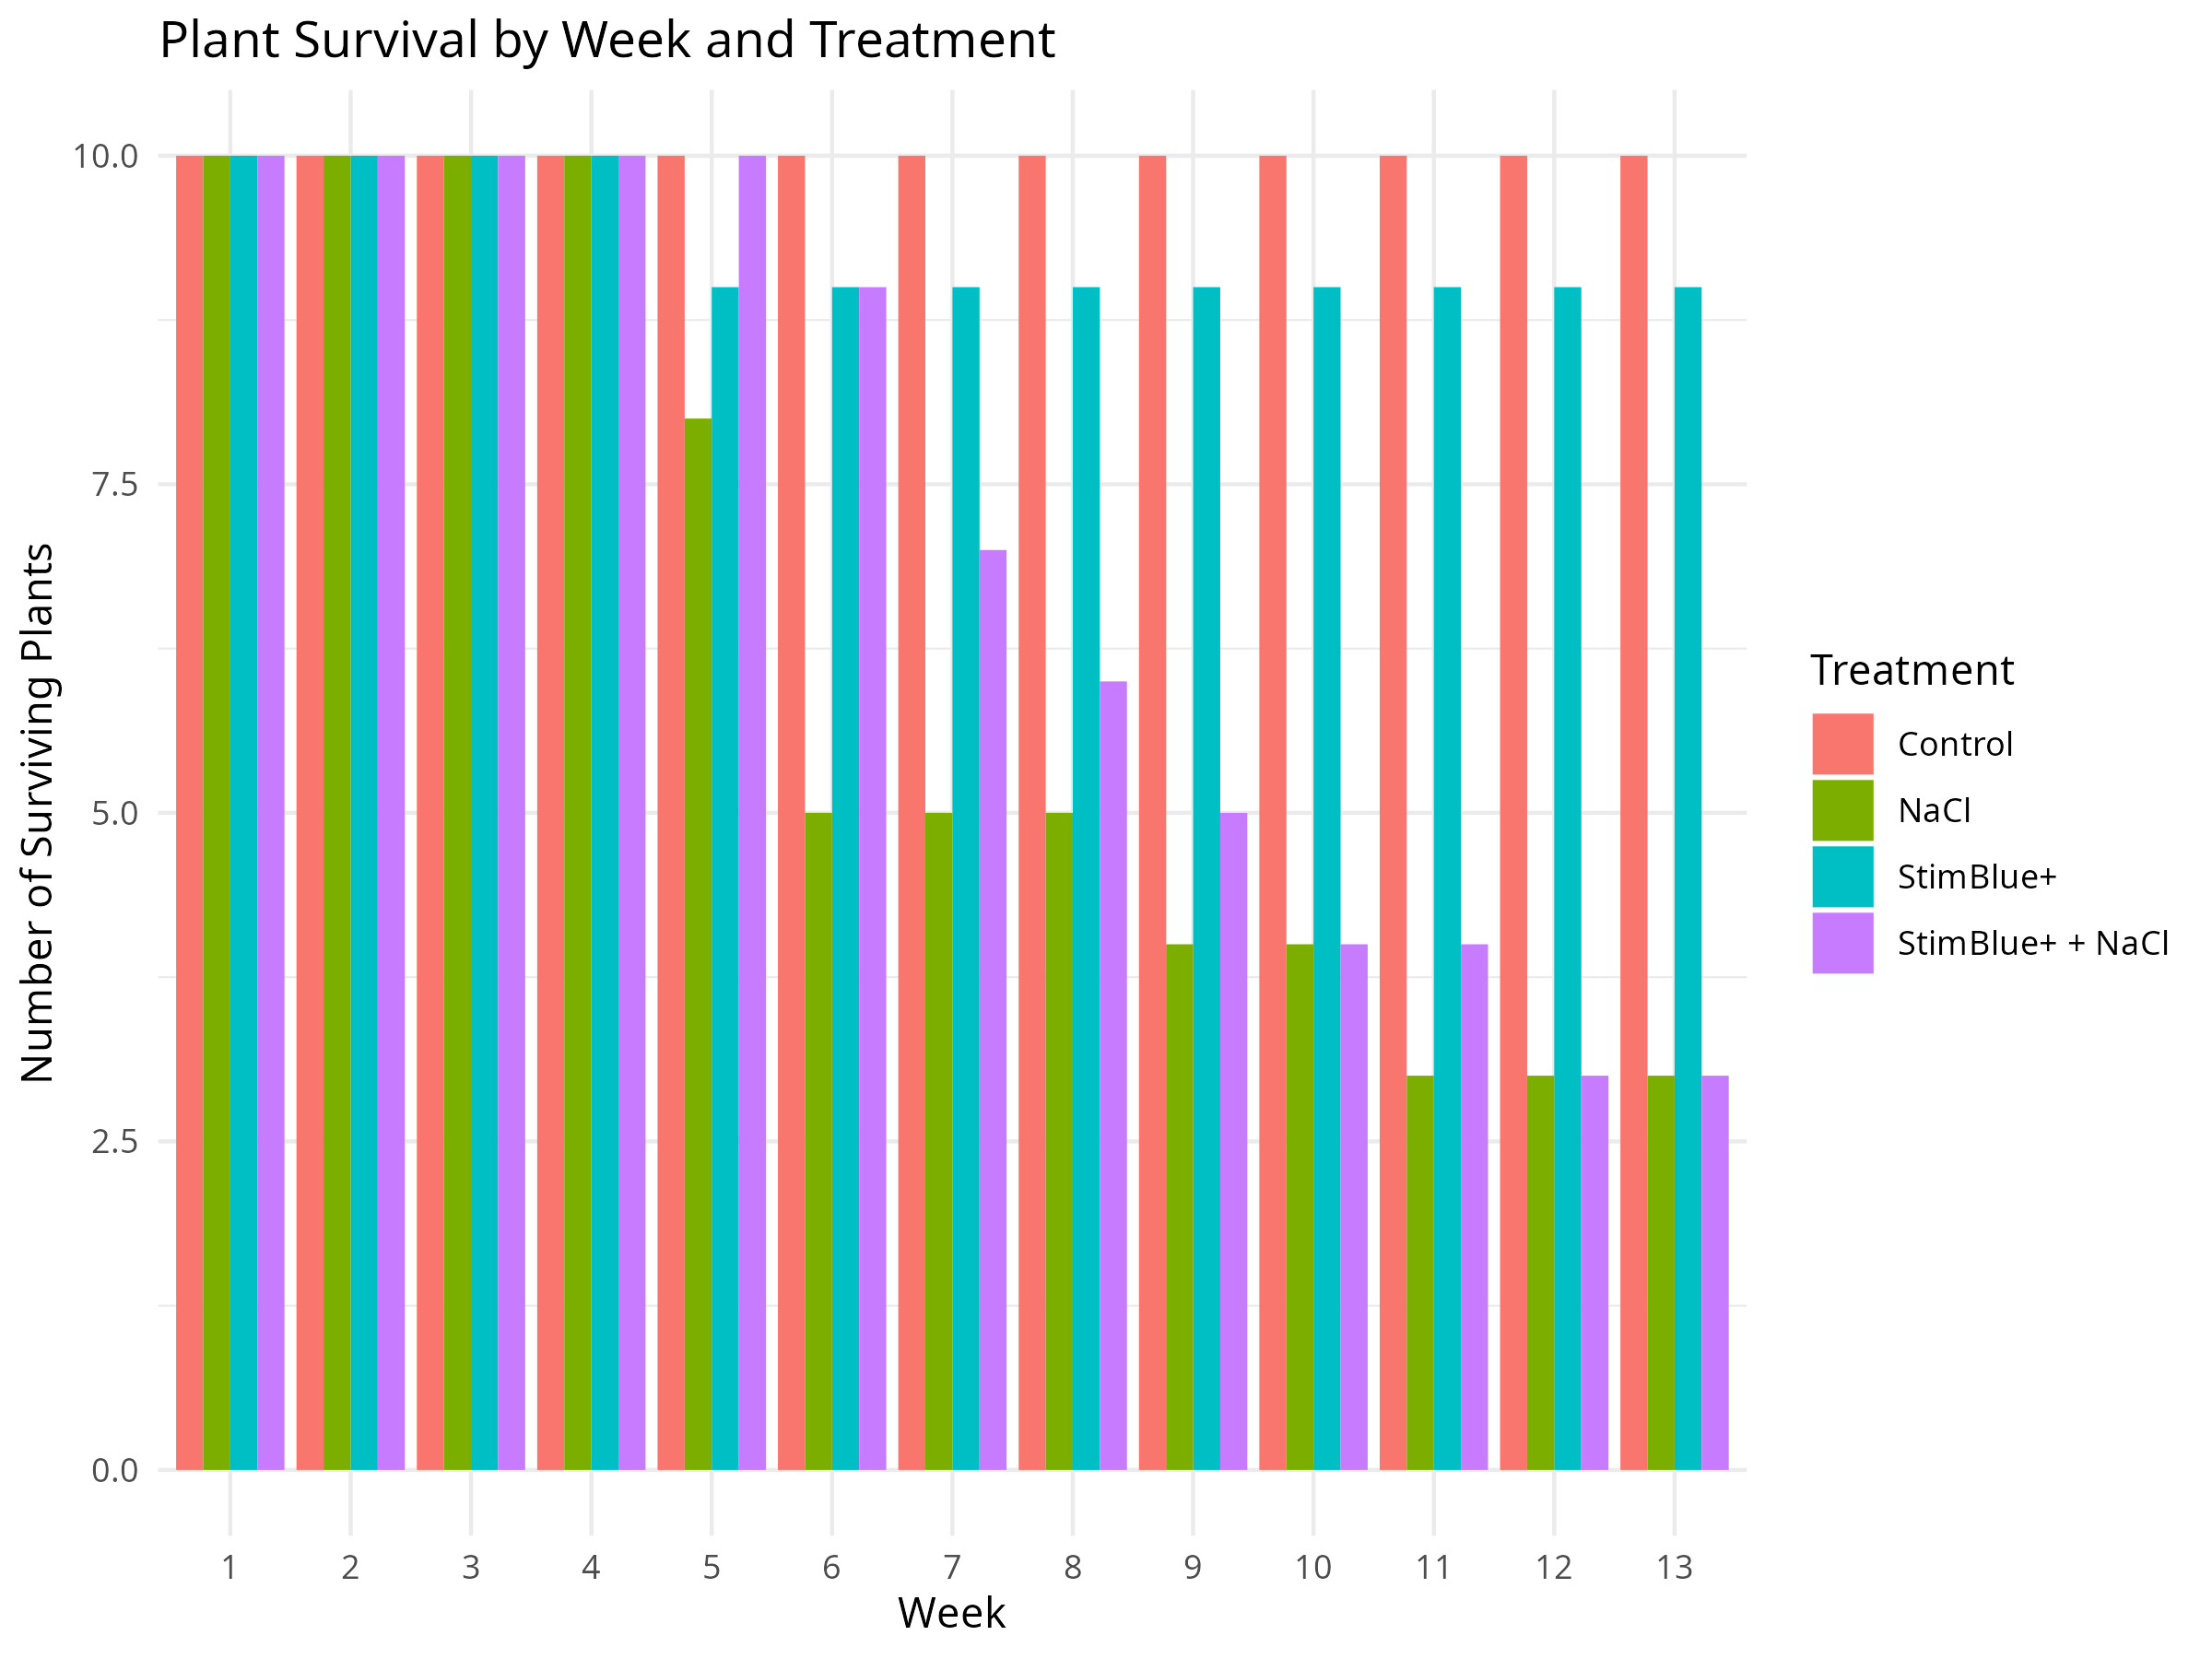 Plant Survival by Week and Treatment
Number of Surviving Plants
10.0
7.5
5.0
2.5
0.0
1 2 3 4 5 6 7 8 9 10 11 12 13
Week
Treatment
Control
NaCl
StimBlue+
StimBlue+ + NaCl